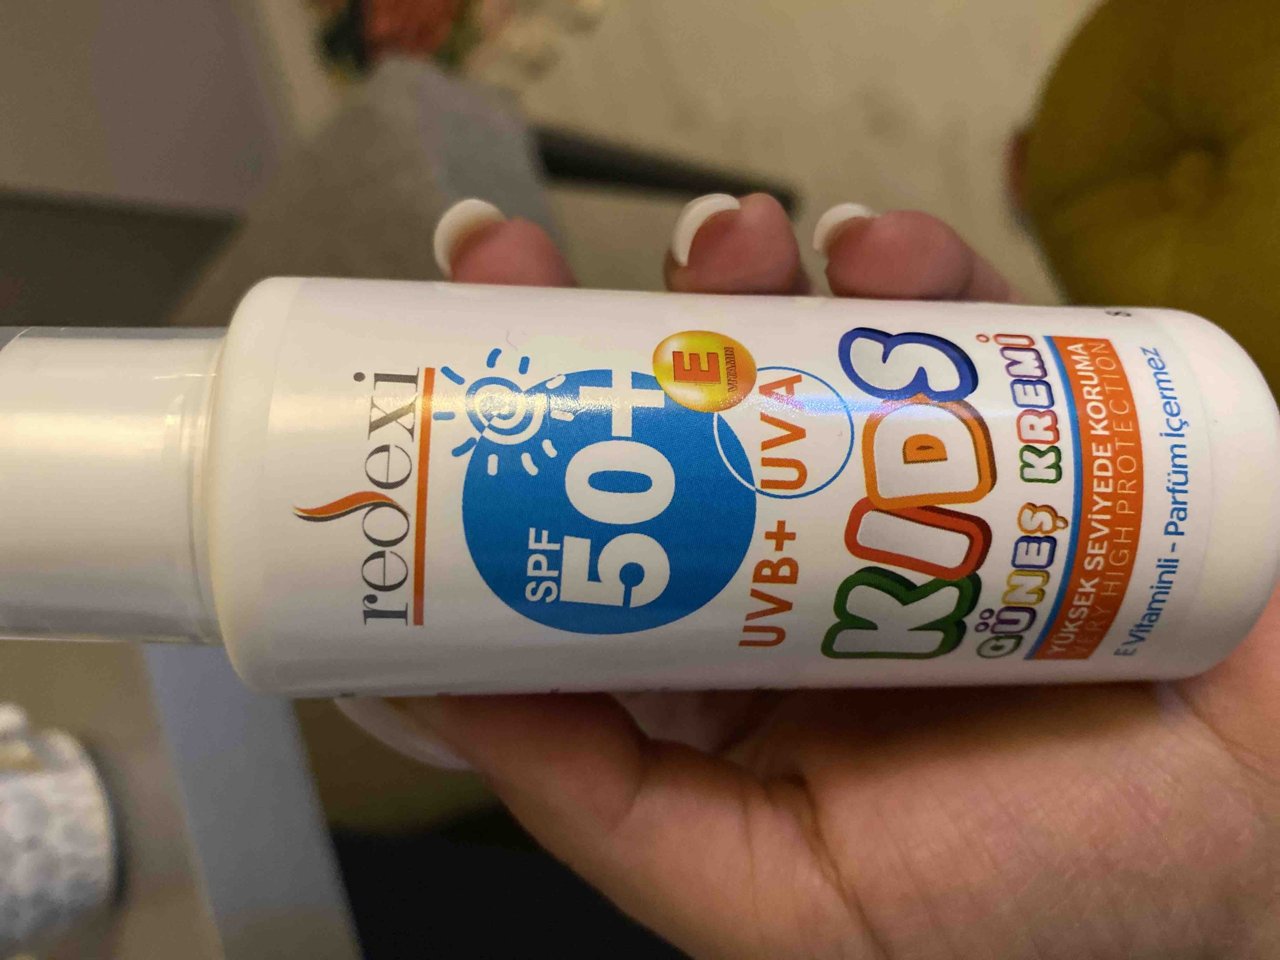 redexi
SPF
50+
E
VITAMIN
UVB+ UVA
KIDS
GÜNEŞ KREMİ
YÜKSEK SEVİYEDE KORUMA
VERY HIGH PROTECTION
E Vitaminli - Parfüm içermez